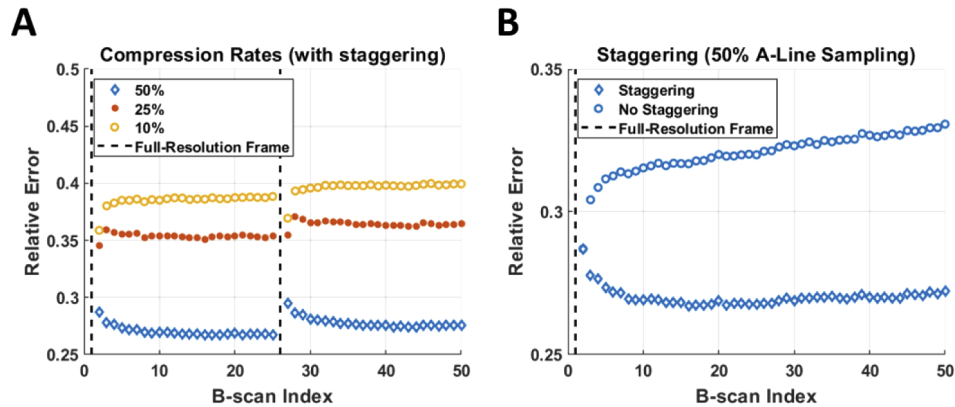 A
Compression Rates (with staggering)
0.5
0.45
0.4
0.35
0.3
0.25
Relative Error
50%
25%
10%
Full-Resolution Frame
0 10 20 30 40 50
B-scan Index
B
Staggering (50% A-Line Sampling)
0.35
0.3
0.25
Relative Error
Staggering
No Staggering
Full-Resolution Frame
0 10 20 30 40 50
B-scan Index